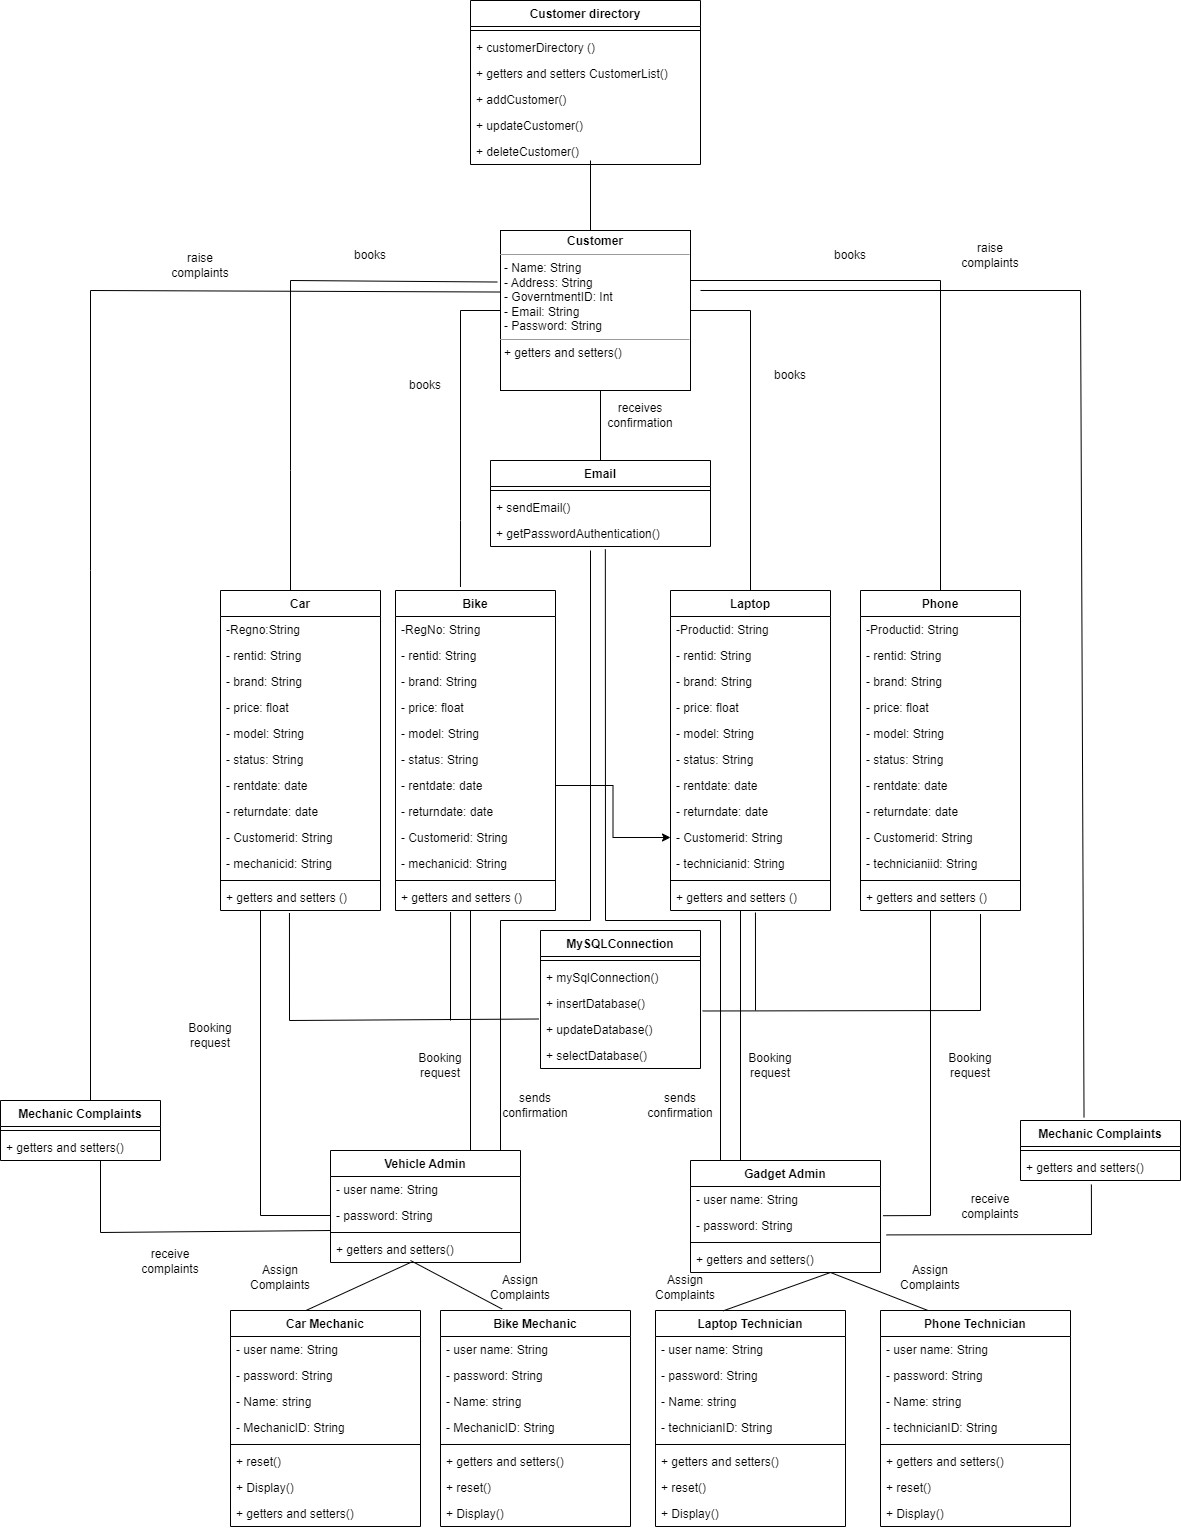 Customer directory
+ customerDirectory ()
+ getters and setters CustomerList()
+ addCustomer()
+ updateCustomer()
+ deleteCustomer()
raise
complaints
books
Customer
- Name: String
- Address: String
- GoverntmentID: Int
- Email: String
- Password: String
+ getters and setters()
books
raise
complaints
books
receives
confirmation
books
Email
+ sendEmail()
+ getPasswordAuthentication()
Car
-Regno:String
- rentid: String
- brand: String
- price: float
- model: String
- status: String
- rentdate: date
- returndate: date
- Customerid: String
- mechanicid: String
+ getters and setters ()
Bike
-RegNo: String
- rentid: String
- brand: String
- price: float
- model: String
- status: String
- rentdate: date
- returndate: date
- Customerid: String
- mechanicid: String
+ getters and setters ()
Laptop
-Productid: String
- rentid: String
- brand: String
- price: float
- model: String
- status: String
- rentdate: date
- returndate: date
- Customerid: String
- technicianid: String
+ getters and setters ()
Phone
-Productid: String
- rentid: String
- brand: String
- price: float
- model: String
- status: String
- rentdate: date
- returndate: date
- Customerid: String
- technicianiid: String
+ getters and setters ()
MySQLConnection
+ mySqlConnection()
+ insertDatabase()
+ updateDatabase()
+ selectDatabase()
Booking
request
Booking
request
Booking
request
Booking
request
sends
confirmation
sends
confirmation
Mechanic Complaints
+ getters and setters()
Mechanic Complaints
+ getters and setters()
Vehicle Admin
- user name: String
- password: String
+ getters and setters()
Gadget Admin
- user name: String
- password: String
+ getters and setters()
receive
complaints
receive
complaints
Assign
Complaints
Assign
Complaints
Assign
Complaints
Assign
Complaints
Car Mechanic
- user name: String
- password: String
- Name: string
- MechanicID: String
+ reset()
+ Display()
+ getters and setters()
Bike Mechanic
- user name: String
- password: String
- Name: string
- MechanicID: String
+ getters and setters()
+ reset()
+ Display()
Laptop Technician
- user name: String
- password: String
- Name: string
- technicianID: String
+ getters and setters()
+ reset()
+ Display()
Phone Technician
- user name: String
- password: String
- Name: string
- technicianID: String
+ getters and setters()
+ reset()
+ Display()